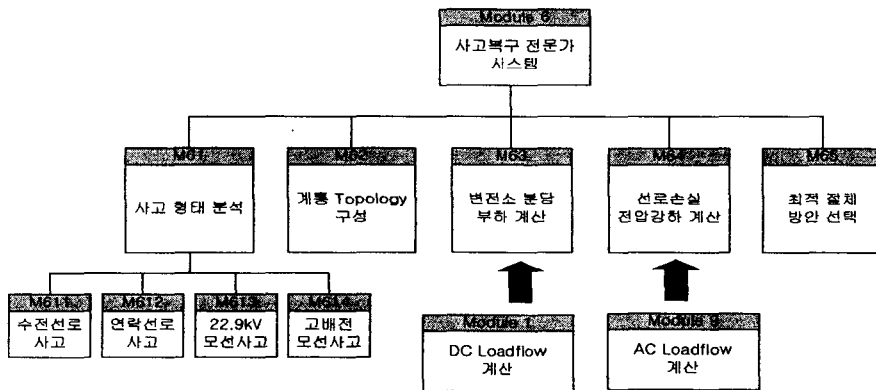 Module 6
사고복구 전문가
시스템
M61
M62
M63
M64
M65
사고 형태 분석
계통 Topology
구성
변전소 분담
부하 계산
선로손실
전압강하 계산
최적 절체
방안 선택
M611
M612
M613
M614
수전선로
사고
연락선로
사고
22.9kV
모선사고
고배전
모선사고
Module
DC Loadflow
계산
Module 9
AC Loadflow
계산